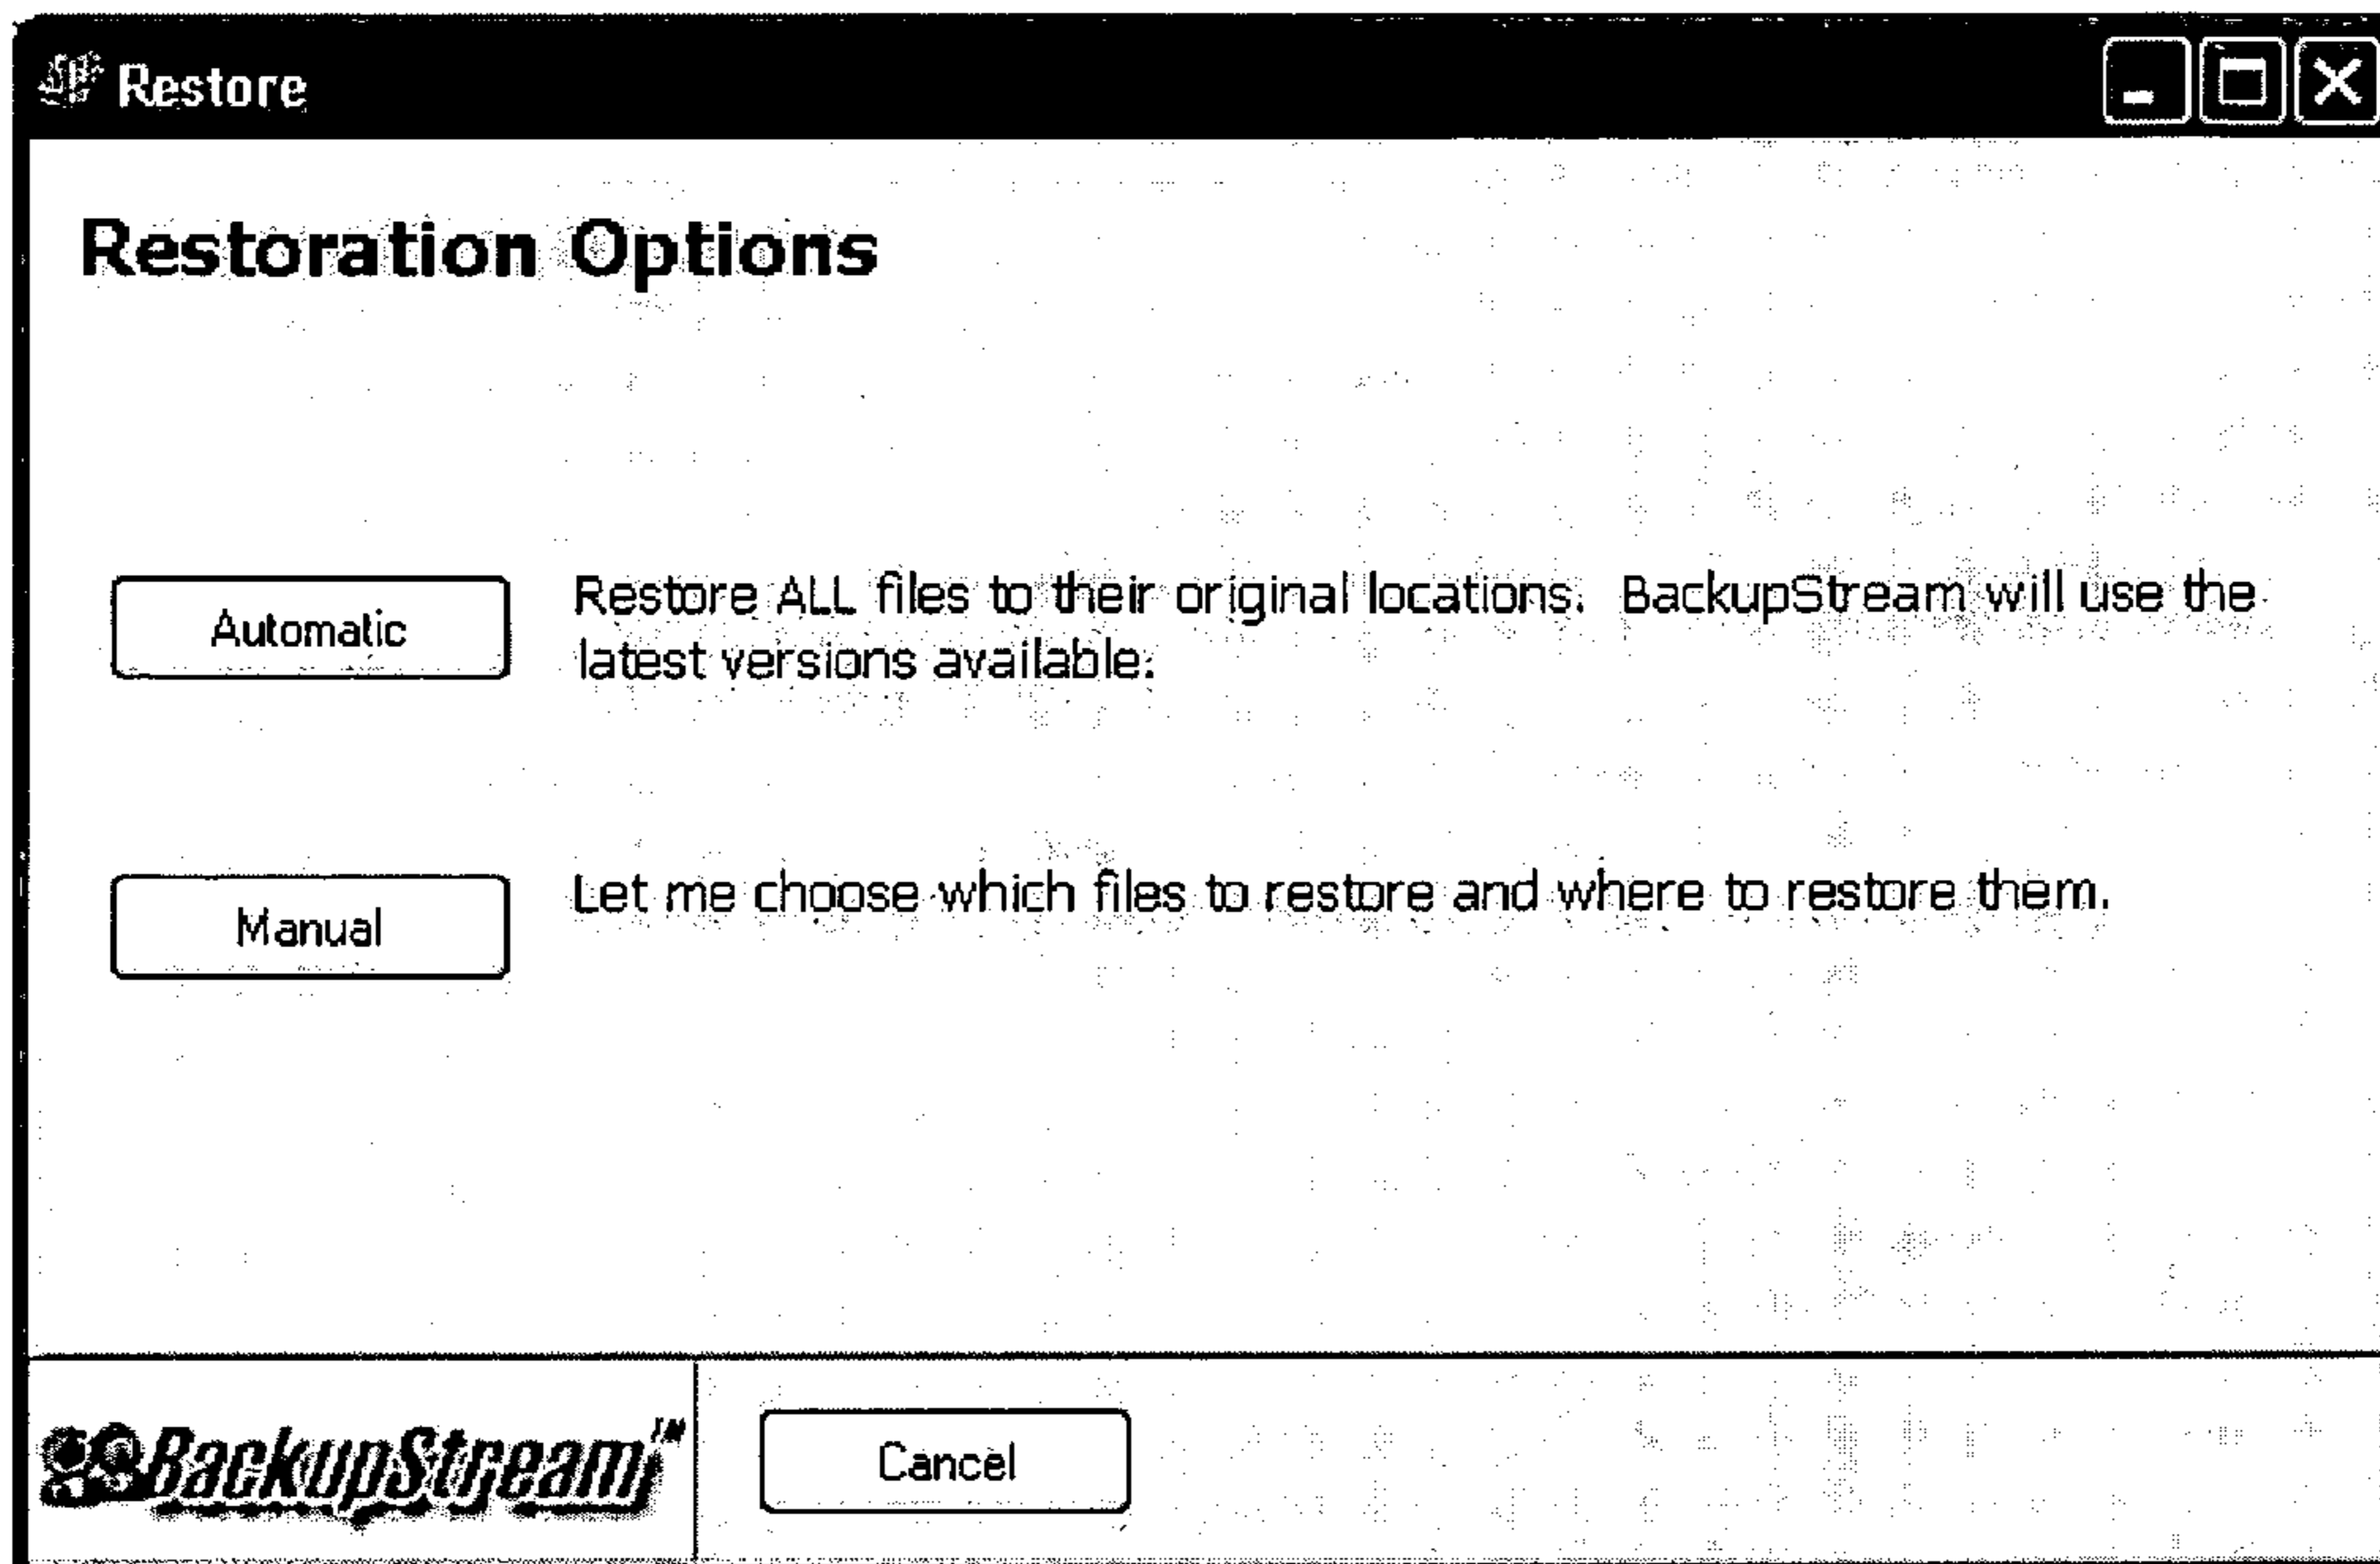 Restore
Restoration Options
Automatic
Restore ALL files to their original locations. BackupStream will use the
latest versions available.
Manual
Let me choose which files to restore and where to restore them.
BackupStream™
Cancel